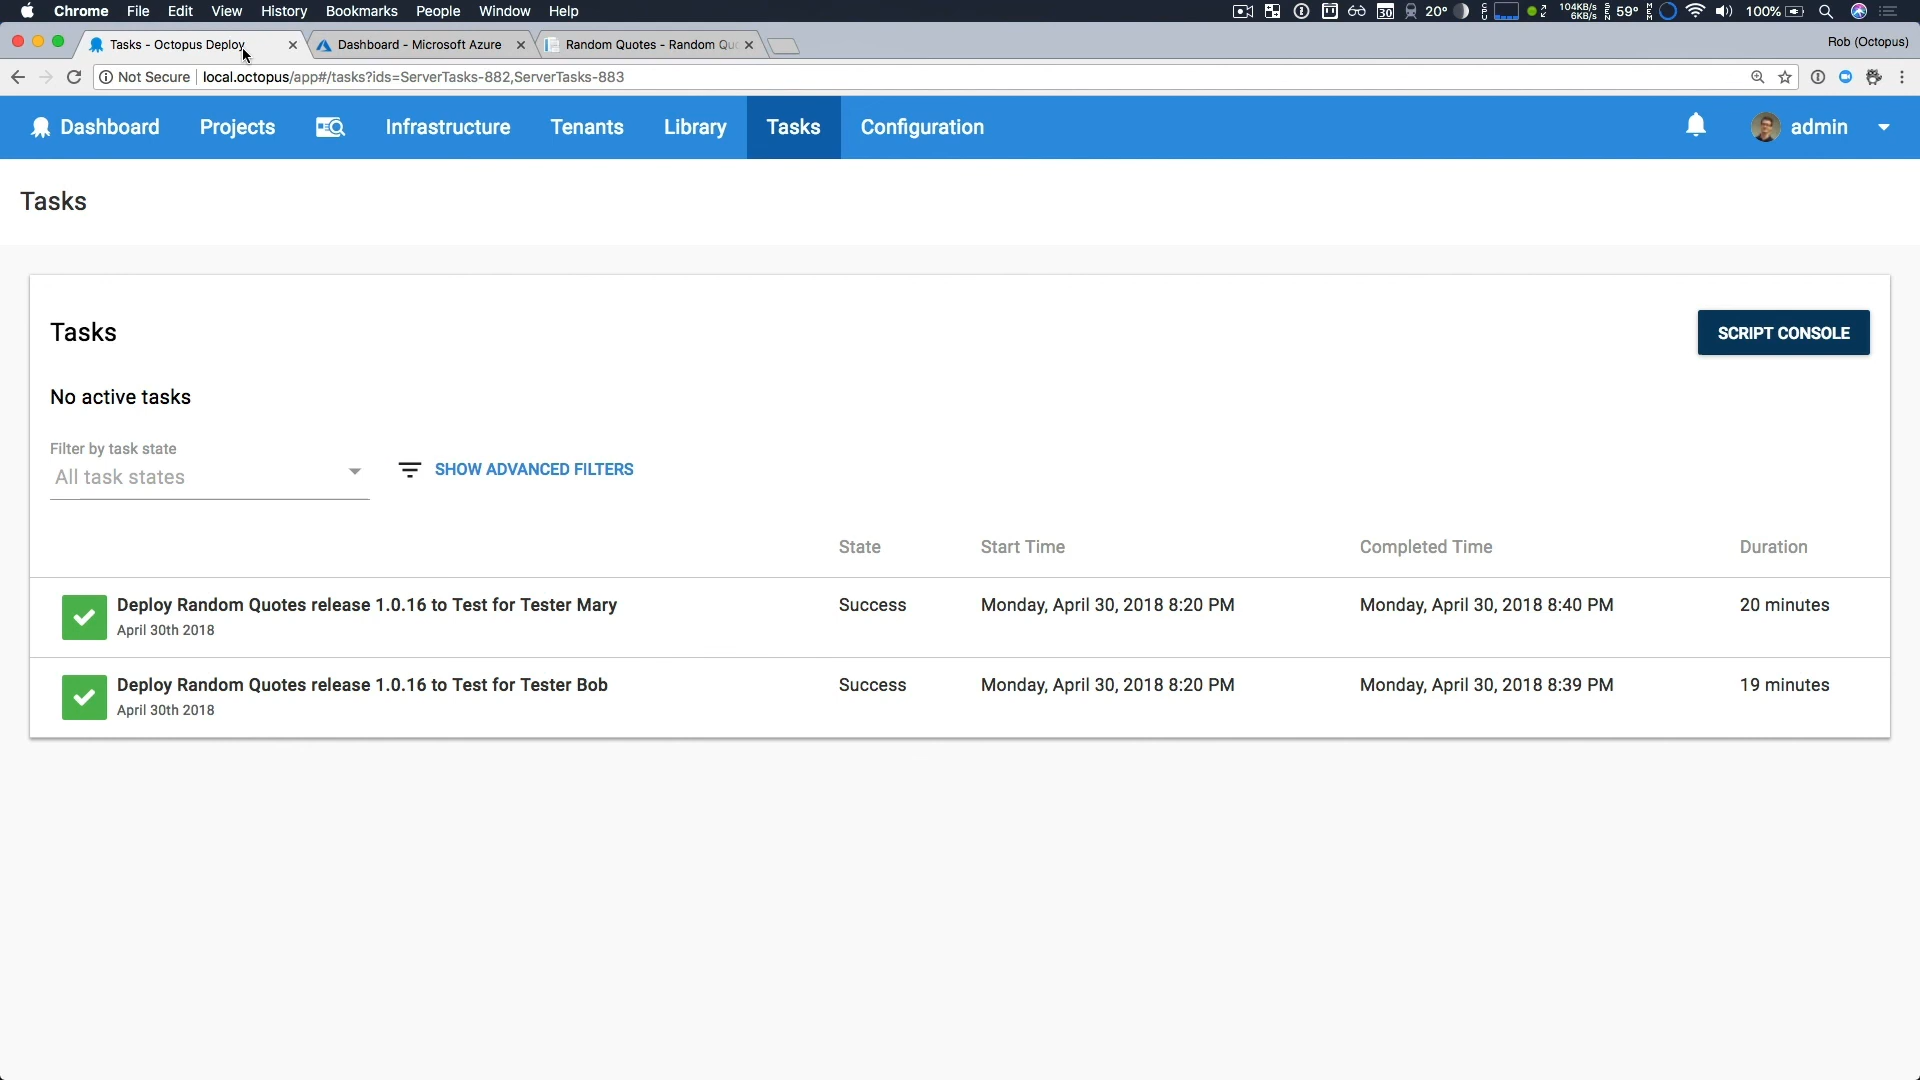 Chrome File Edit View History Bookmarks People Window Help 30 20° 104KB/s 6KB/s 59° 100%
Tasks - Octopus Deploy Dashboard - Microsoft Azure Random Quotes - Random Qu Rob (Octopus)
Not Secure local.octopus/app#/tasks?ids=ServerTasks-882,ServerTasks-883
Dashboard Projects Infrastructure Tenants Library Tasks Configuration admin
Tasks
Tasks
SCRIPT CONSOLE
No active tasks
Filter by task state
All task states
SHOW ADVANCED FILTERS
State Start Time Completed Time Duration
Deploy Random Quotes release 1.0.16 to Test for Tester Mary Success Monday, April 30, 2018 8:20 PM Monday, April 30, 2018 8:40 PM 20 minutes
April 30th 2018
Deploy Random Quotes release 1.0.16 to Test for Tester Bob Success Monday, April 30, 2018 8:20 PM Monday, April 30, 2018 8:39 PM 19 minutes
April 30th 2018